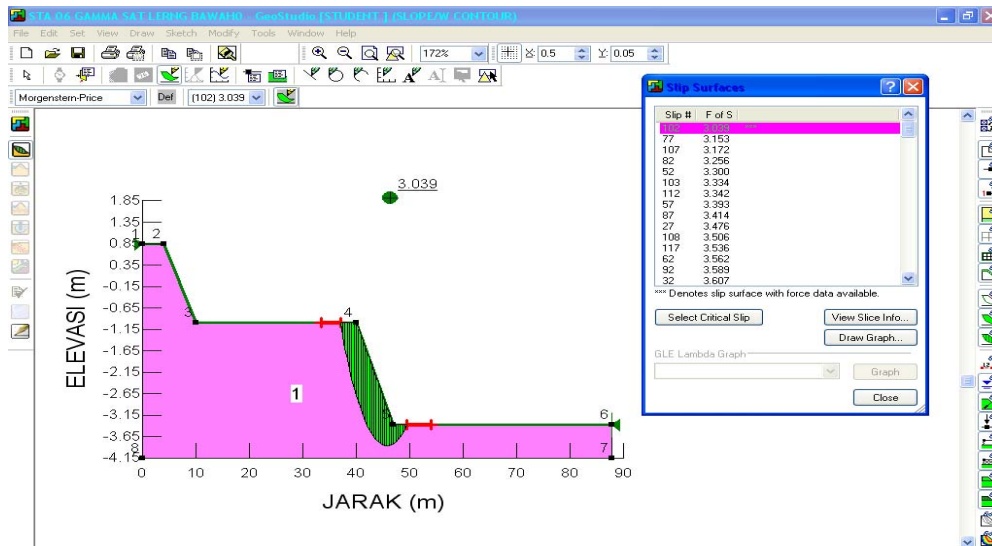 STA 06 GAMMA SAT LERNG BAWAH0 - GeoStudio [STUDENT ] (SLOPE/W CONTOUR)
File Edit Set View Draw Sketch Modify Tools Window Help
172% X: 0.5 Y: 0.05
Morgenstern-Price Def (102) 3.039
Slip Surfaces
Slip # F of S
102 3.039 ***
77 3.153
107 3.172
82 3.256
52 3.300
103 3.334
112 3.342
57 3.393
87 3.414
27 3.476
108 3.506
117 3.536
62 3.562
92 3.589
32 3.607
*** Denotes slip surface with force data available.
Select Critical Slip View Slice Info...
Draw Graph...
GLE Lambda Graph
Graph
Close
3.039
1.85
1.35
0.85
0.35
-0.15
-0.65
-1.15
-1.65
-2.15
-2.65
-3.15
-3.65
-4.15
1 2
3
4
1
6
8
7
0 10 20 30 40 50 60 70 80 90
ELEVASI (m)
JARAK (m)